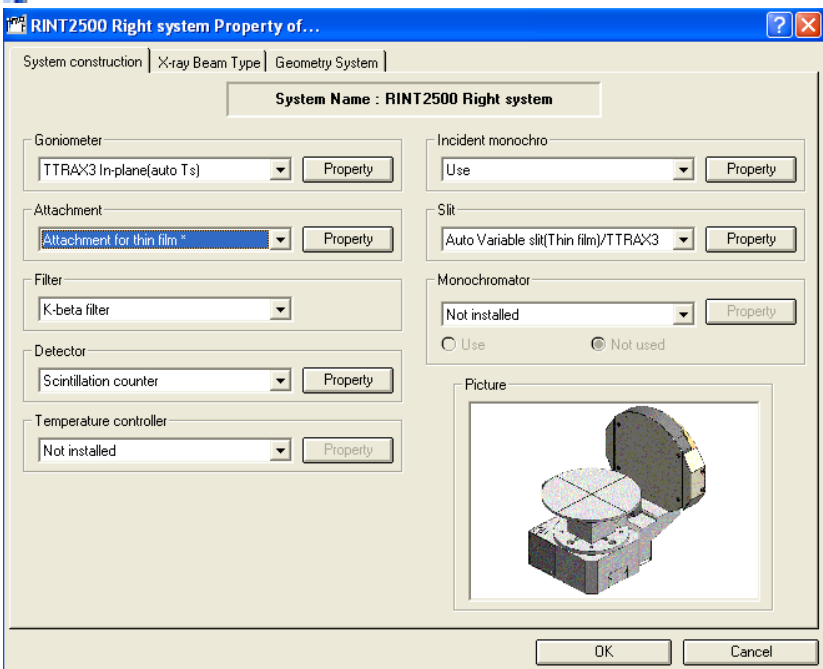 RINT2500 Right system Property of...
System construction
X-ray Beam Type
Geometry System
System Name : RINT2500 Right system
Goniometer
TTRAX3 In-plane(auto Ts)
Property
Incident monochro
Use
Property
Attachment
Attachment for thin film *
Property
Slit
Auto Variable slit(Thin film)/TTRAX3
Property
Filter
K-beta filter
Monochromator
Not installed
Property
Use
Not used
Detector
Scintillation counter
Property
Temperature controller
Not installed
Property
Picture
OK
Cancel